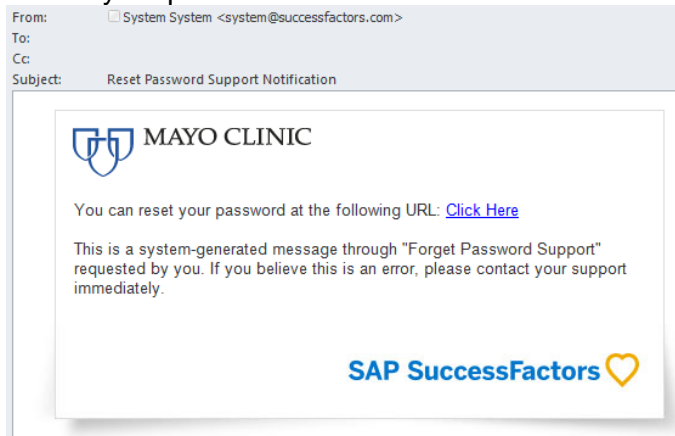 From: System System <system@successfactors.com>
To:
Cc:
Subject: Reset Password Support Notification
MAYO CLINIC
You can reset your password at the following URL: Click Here
This is a system-generated message through "Forget Password Support"
requested by you. If you believe this is an error, please contact your support
immediately.
SAP SuccessFactors